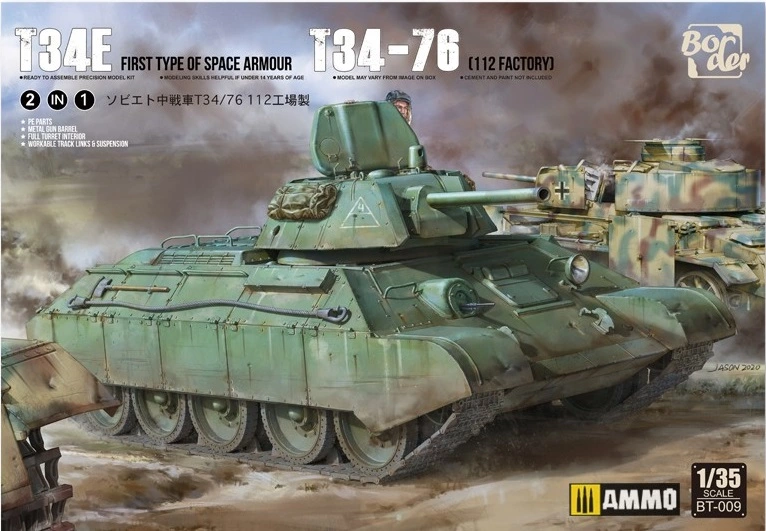 T34E FIRST TYPE OF SPACE ARMOUR T34-76 (112 FACTORY)
●READY TO ASSEMBLE PRECISION MODEL KIT ●MODELING SKILLS HELPFUL IF UNDER 14 YEARS OF AGE ●MODEL MAY VARY FROM IMAGE ON BOX ●CEMENT AND PAINT NOT INCLUDED
Border
2 IN 1 ソビエト中戦車T34/76 112工場製
★ PE PARTS
★ METAL GUN BARREL
★ FULL TURRET INTERIOR
★ WORKABLE TRACK LINKS & SUSPENSION
4
JASON 2020
AMMO
1/35
SCALE
BT-009